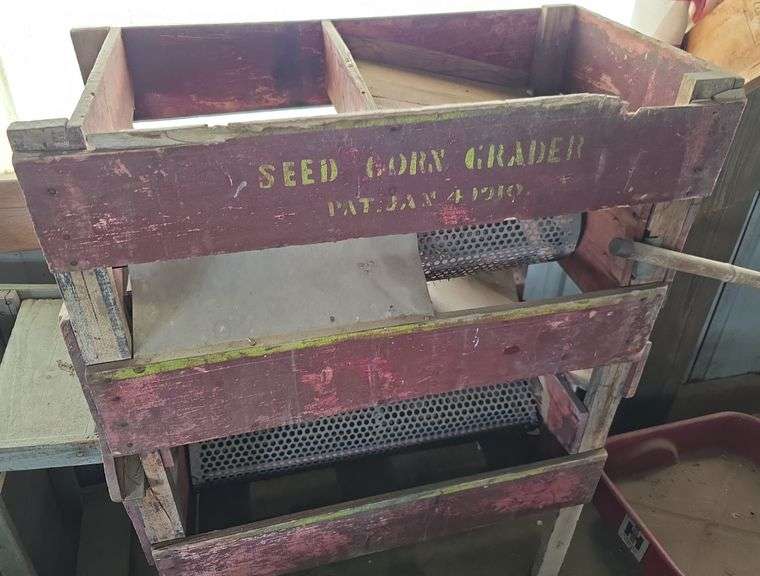 SEED CORN GRADER
PAT. JAN 4 1910.